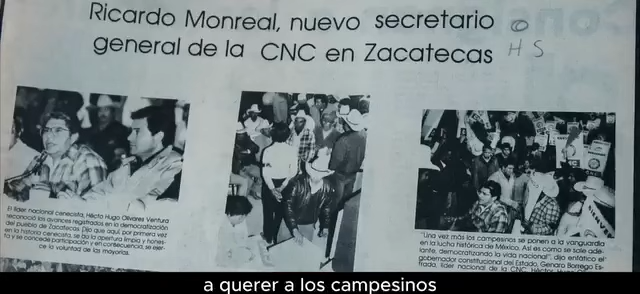 Ricardo Monreal, nuevo secretario
general de la CNC en Zacatecas
H S
El líder nacional cenecista, Héctor Hugo Olivares Ventura
reconoció los avances registrados en la democratización
del pueblo de Zacatecas. Dijo que aquí por primera vez
en la historia cenecista, se da la apertura limpia y hones-
ta y se concede participación y en consecuencia, se ejer-
ce la voluntad de las mayorías.
"Una vez más los campesinos se ponen a la vanguardia
en la lucha histórica de México. Así es como se sale ade-
lante, democratizando la vida nacional", dijo enfático el
gobernador constitucional del Estado, Genaro Borrego Es-
trada, líder nacional de la CNC, Héctor Hugo
a querer a los campesinos